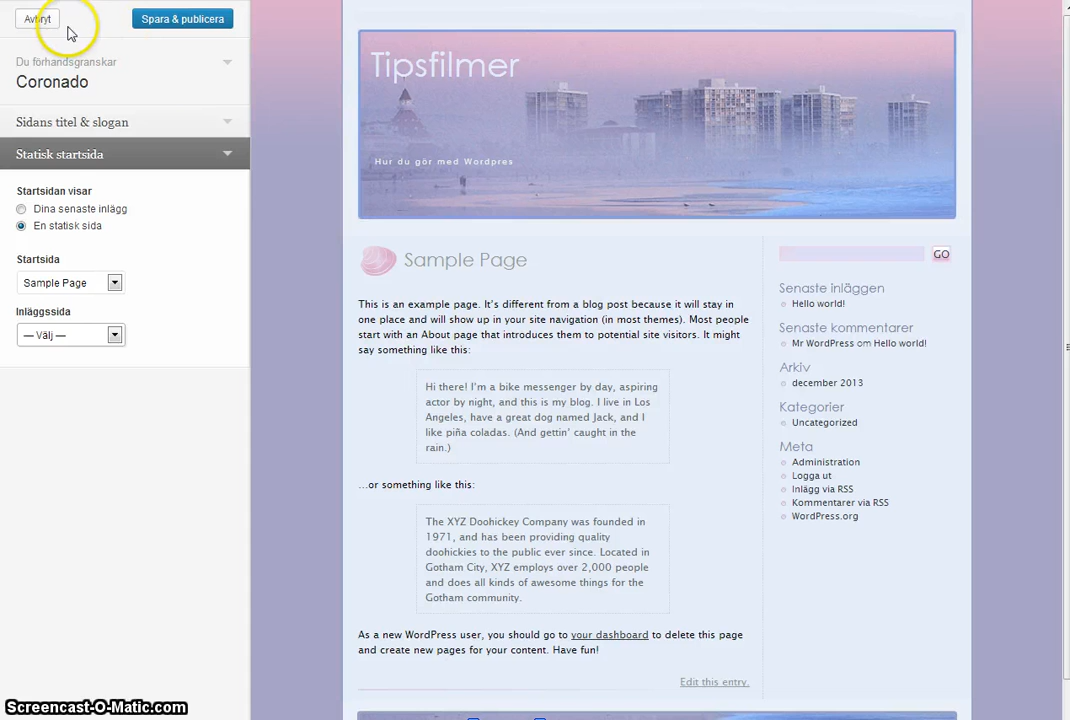 Avbryt
Spara & publicera
Du förhandsgranskar
Coronado
Sidans titel & slogan
Statisk startsida
Startsidan visar
Dina senaste inlägg
En statisk sida
Startsida
Sample Page
Inläggssida
— Välj —
Tipsfilmer
Hur du gör med Wordpres
Sample Page
This is an example page. It's different from a blog post because it will stay in
one place and will show up in your site navigation (in most themes). Most people
start with an About page that introduces them to potential site visitors. It might
say something like this:
Hi there! I'm a bike messenger by day, aspiring
actor by night, and this is my blog. I live in Los
Angeles, have a great dog named Jack, and I
like piña coladas. (And gettin' caught in the
rain.)
…or something like this:
The XYZ Doohickey Company was founded in
1971, and has been providing quality
doohickies to the public ever since. Located in
Gotham City, XYZ employs over 2,000 people
and does all kinds of awesome things for the
Gotham community.
As a new WordPress user, you should go to your dashboard to delete this page
and create new pages for your content. Have fun!
Edit this entry.
GO
Senaste inläggen
Hello world!
Senaste kommentarer
Mr WordPress om Hello world!
Arkiv
december 2013
Kategorier
Uncategorized
Meta
Administration
Logga ut
Inlägg via RSS
Kommentarer via RSS
WordPress.org
Screencast-O-Matic.com